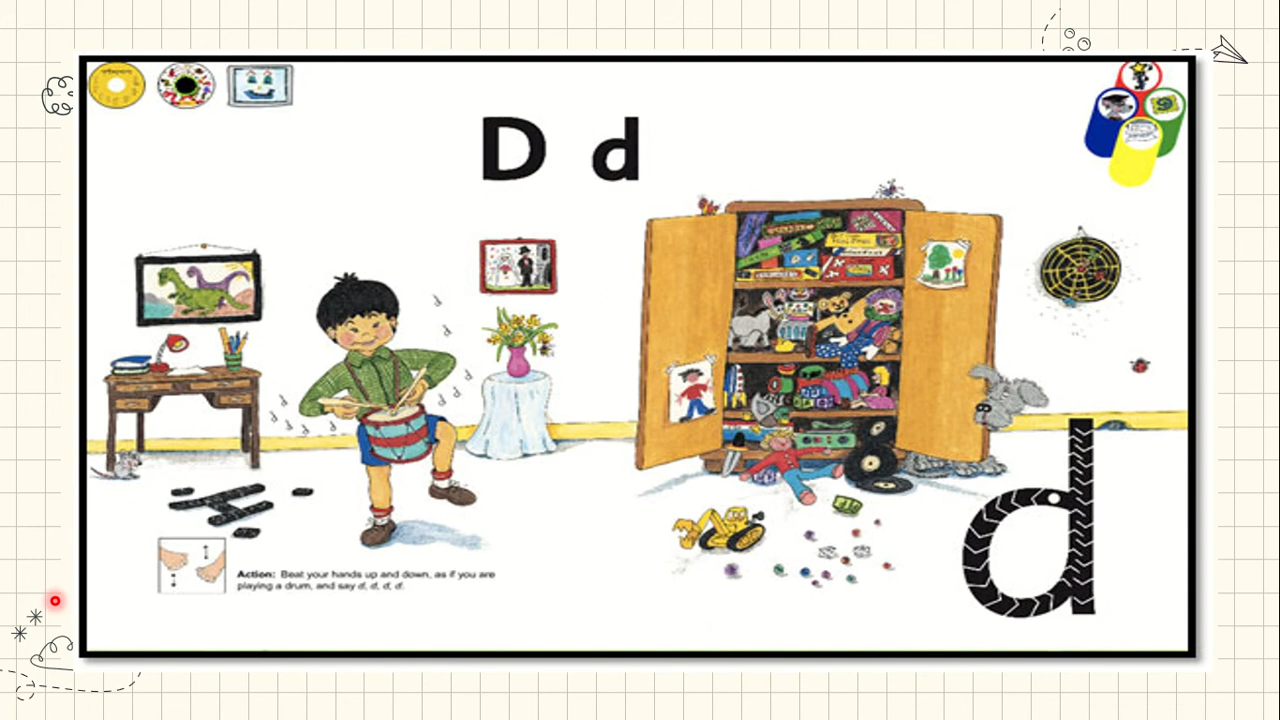 D d
Action: Beat your hands up and down, as if you are
playing a drum, and say d, d, d, d.
d